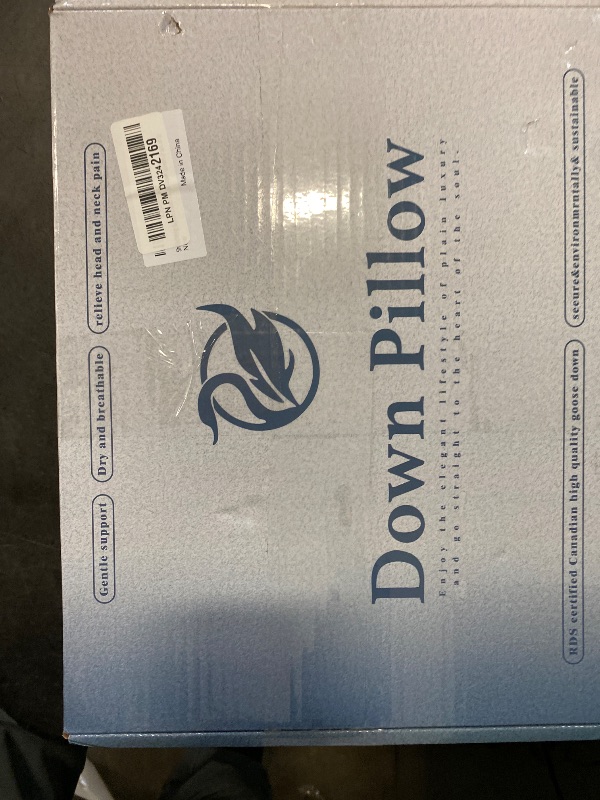 Gentle support
Dry and breathable
relieve head and neck pain
LPN PM DV3242169
Made in China
Down Pillow
Enjoy the elegant lifestyle of plain luxury
and go straight to the heart of the soul.
RDS certified Canadian high quality goose down
secure&environmrntally& sustainable